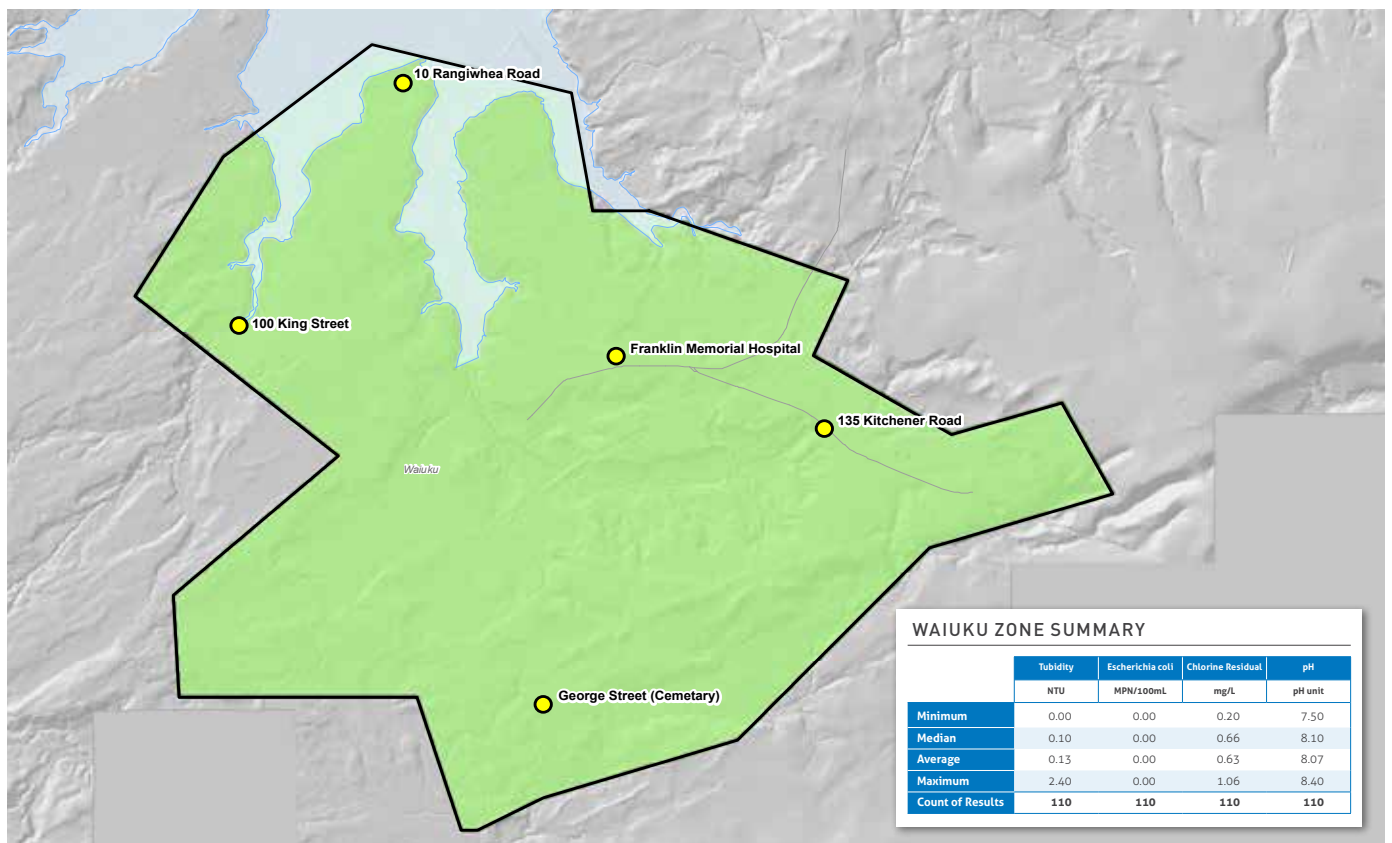 10 Rangiwhea Road
100 King Street
Franklin Memorial Hospital
135 Kitchener Road
Waiuku
George Street (Cemetary)
WAIUKU ZONE SUMMARY
Tubidity Escherichia coli Chlorine Residual pH
NTU MPN/100mL mg/L pH unit
Minimum 0.00 0.00 0.20 7.50
Median 0.10 0.00 0.66 8.10
Average 0.13 0.00 0.63 8.07
Maximum 2.40 0.00 1.06 8.40
Count of Results 110 110 110 110